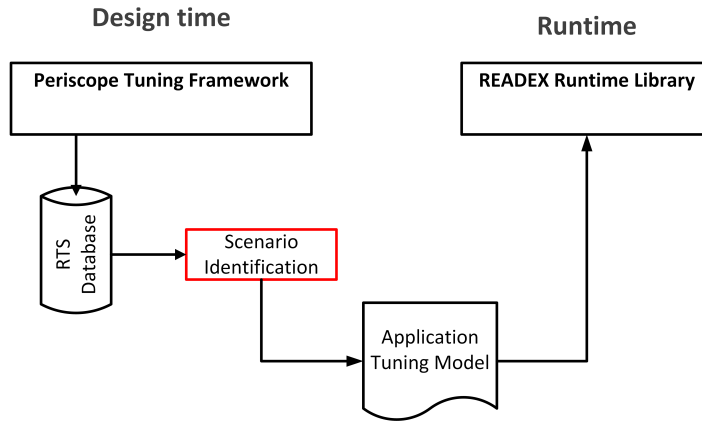 Design time
Runtime
Periscope Tuning Framework
READEX Runtime Library
RTS
Database
Scenario
Identification
Application
Tuning Model